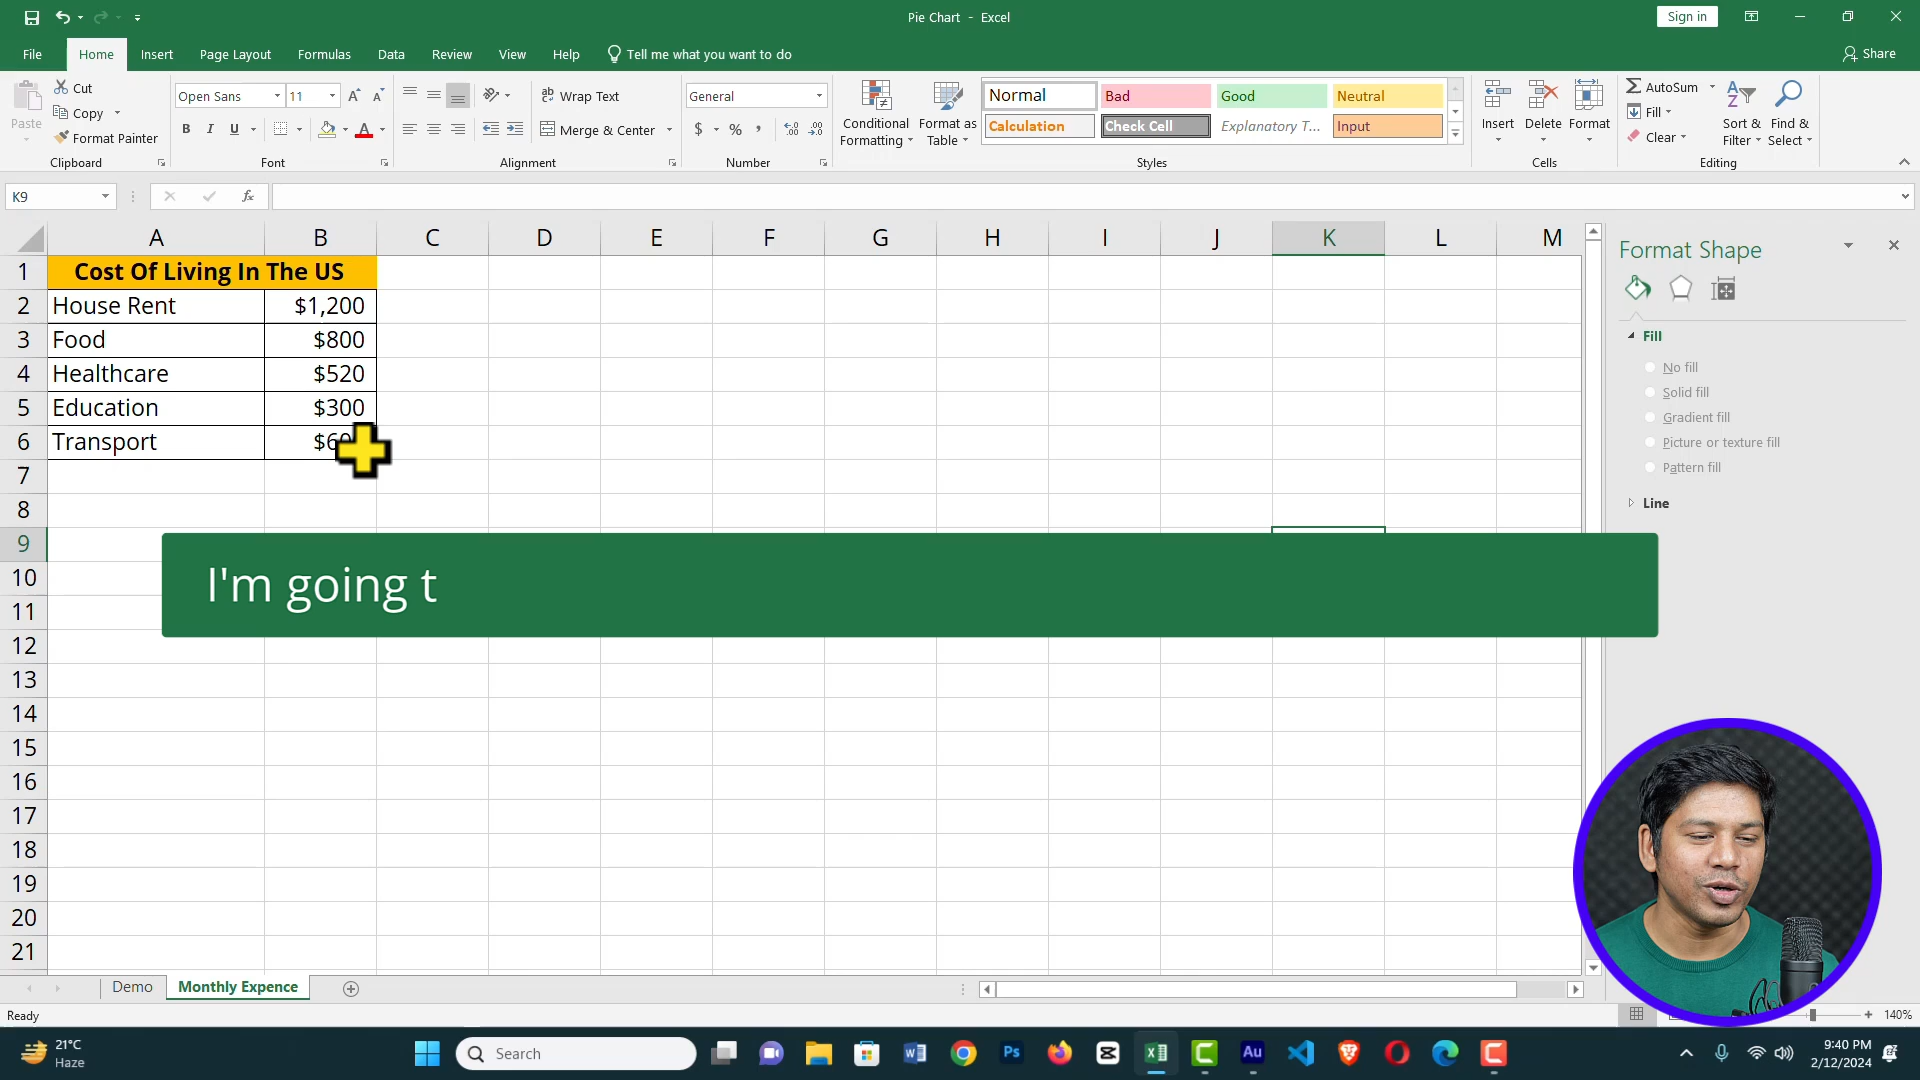 Pie Chart - Excel
Sign in
File Home Insert Page Layout Formulas Data Review View Help Tell me what you want to do Share
Paste Cut Copy Format Painter Clipboard
Open Sans 11 B I U Font
Wrap Text Merge & Center Alignment
General $ % , Number
Conditional Formatting Format as Table
Normal Bad Good Neutral
Calculation Check Cell Explanatory T... Input
Styles
Insert Delete Format Cells
AutoSum Fill Clear Sort & Filter Find & Select Editing
K9 fx
A B C D E F G H I J K L M
1 Cost Of Living In The US
2 House Rent $1,200
3 Food $800
4 Healthcare $520
5 Education $300
6 Transport
7
8
9
10
11
12
13
14
15
16
17
18
19
20
21
I'm going t
Format Shape
Fill
No fill
Solid fill
Gradient fill
Picture or texture fill
Pattern fill
Line
Demo Monthly Expence
Ready 140%
21°C
Haze
Search
Ps Au
9:40 PM
2/12/2024